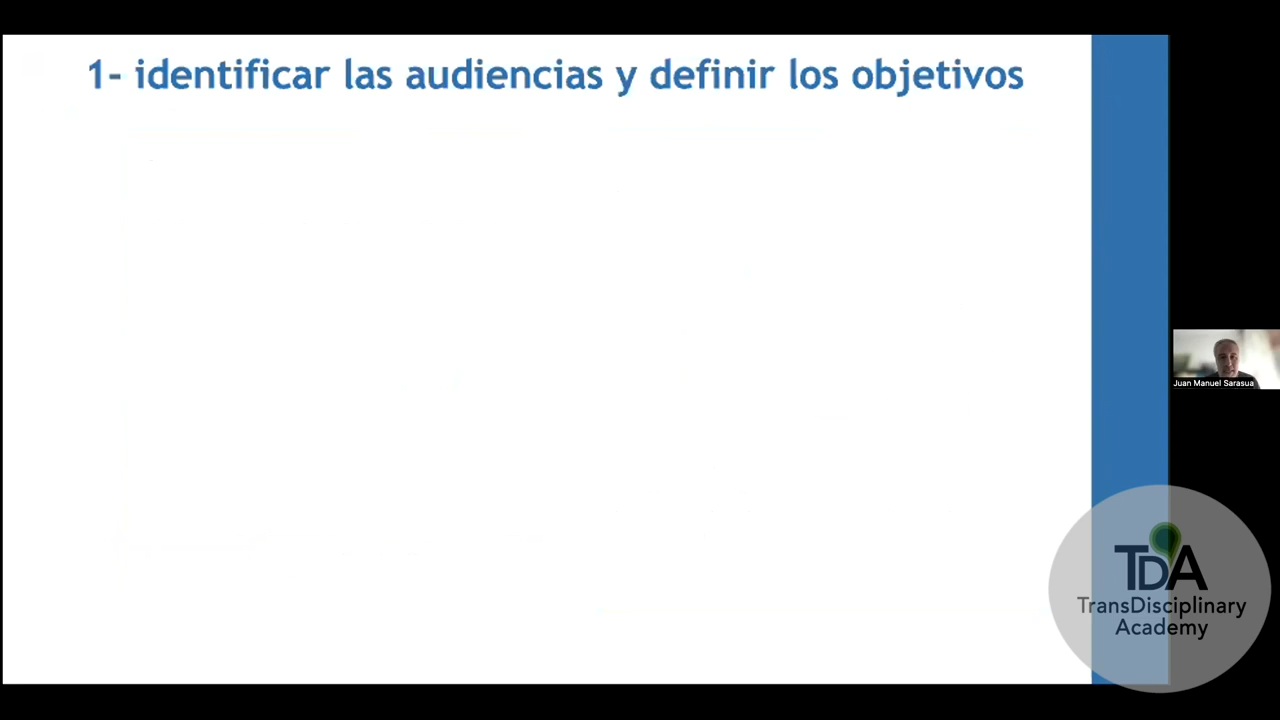 1- identificar las audiencias y definir los objetivos
Juan Manuel Sarasua
TDA
TransDisciplinary
Academy